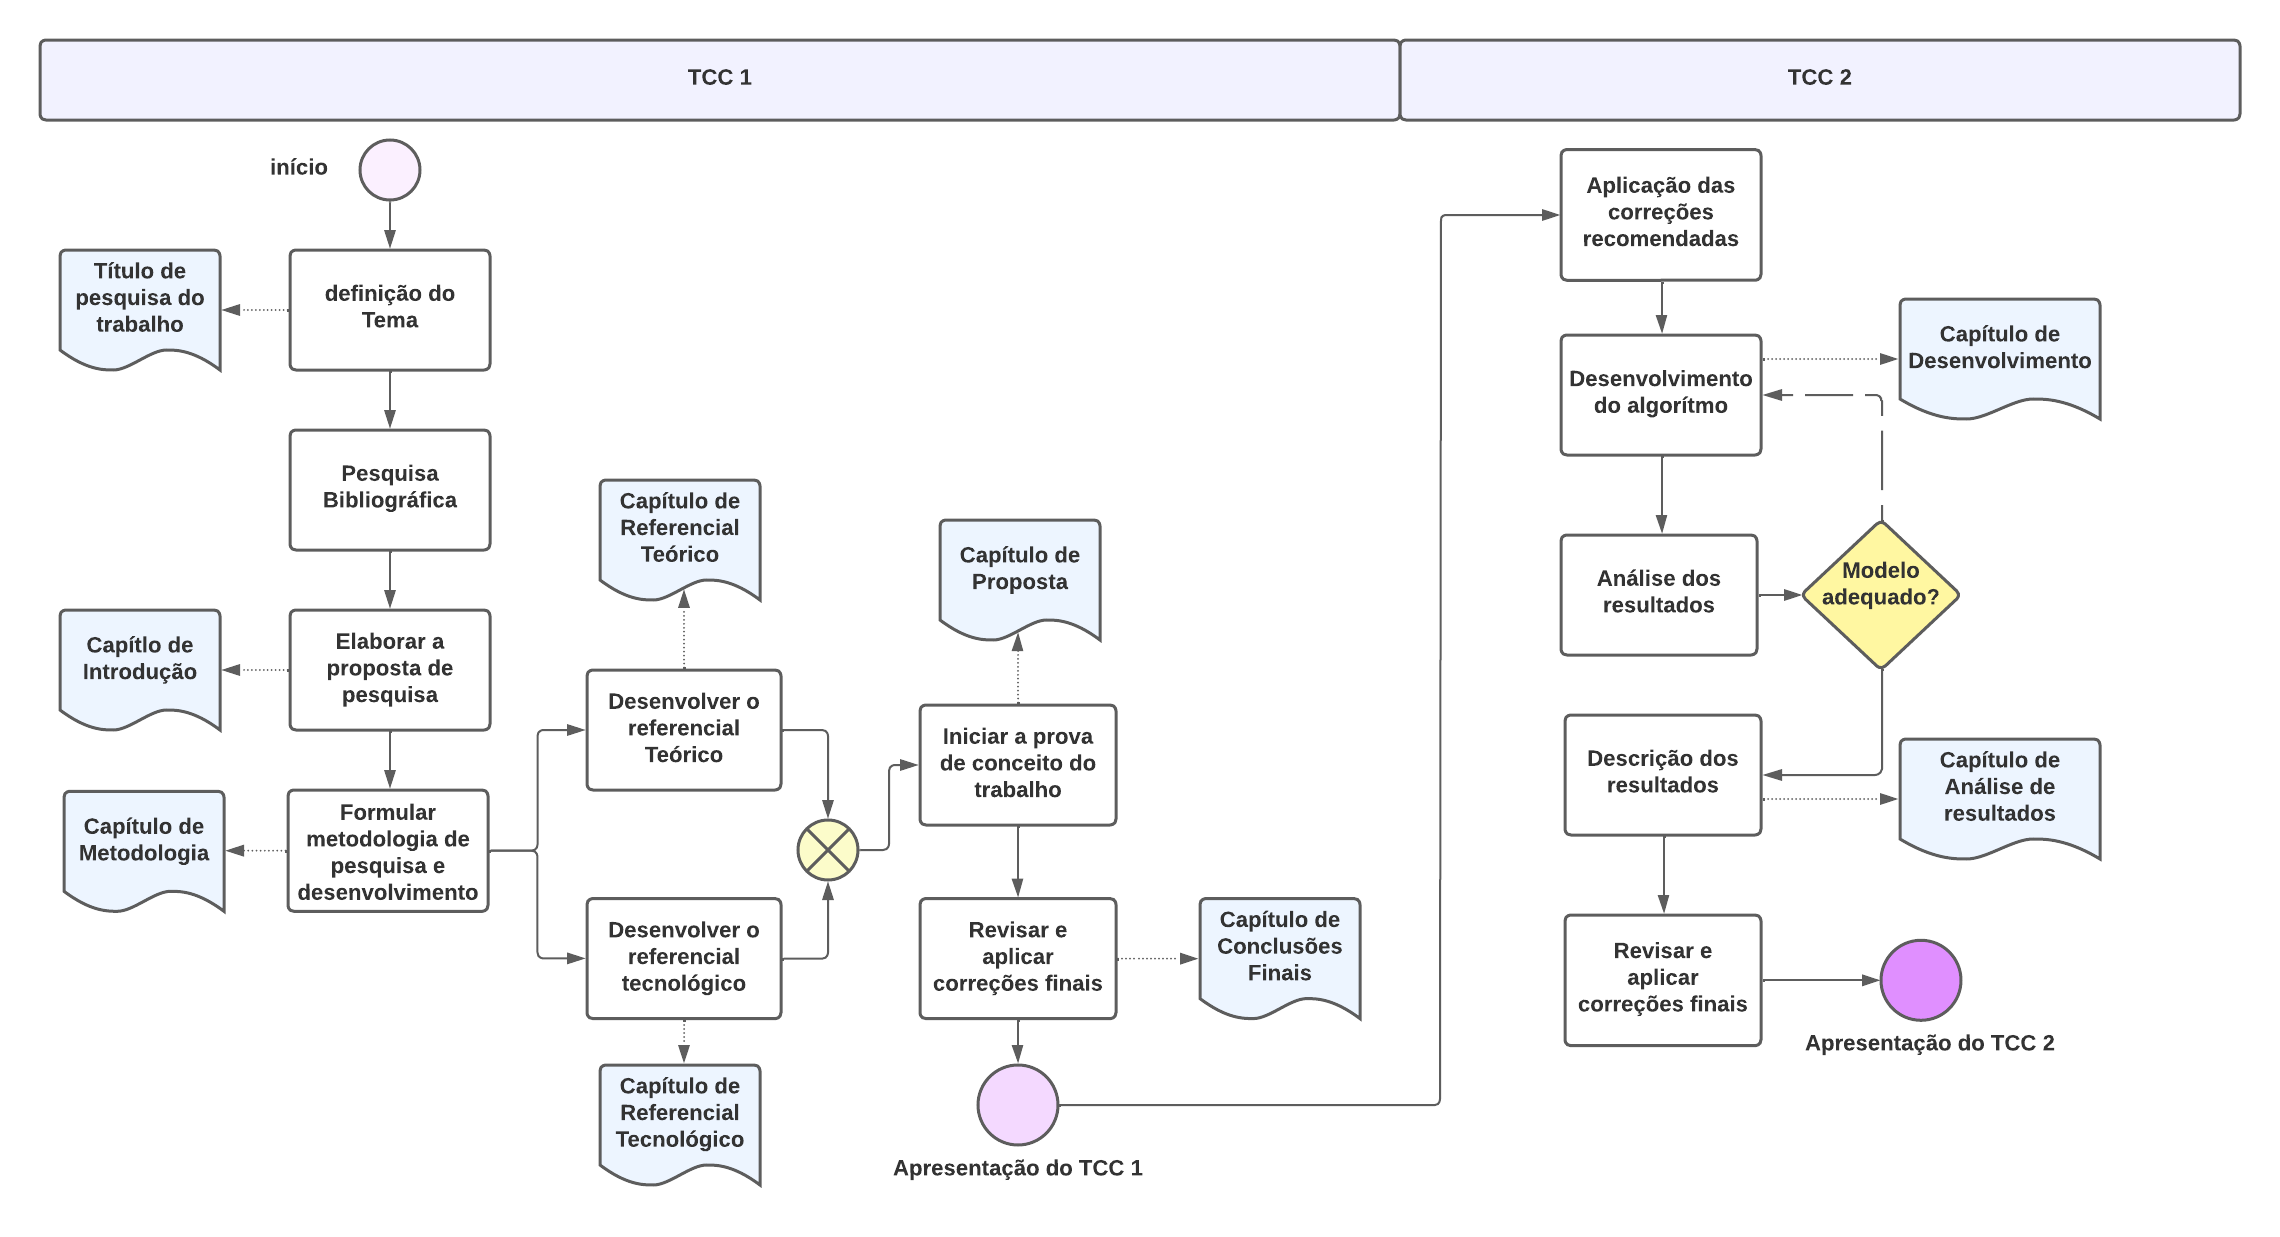 TCC 1
TCC 2
início
Título de
pesquisa do
trabalho
definição do
Tema
Pesquisa
Bibliográfica
Capítlo de
Introdução
Elaborar a
proposta de
pesquisa
Capítulo de
Metodologia
Formular
metodologia de
pesquisa e
desenvolvimento
Capítulo de
Referencial
Teórico
Desenvolver o
referencial
Teórico
Desenvolver o
referencial
tecnológico
Capítulo de
Referencial
Tecnológico
Capítulo de
Proposta
Iniciar a prova
de conceito do
trabalho
Revisar e
aplicar
correções finais
Capítulo de
Conclusões
Finais
Apresentação do TCC 1
Aplicação das
correções
recomendadas
Desenvolvimento
do algorítmo
Capítulo de
Desenvolvimento
Análise dos
resultados
Modelo
adequado?
Descrição dos
resultados
Capítulo de
Análise de
resultados
Revisar e
aplicar
correções finais
Apresentação do TCC 2